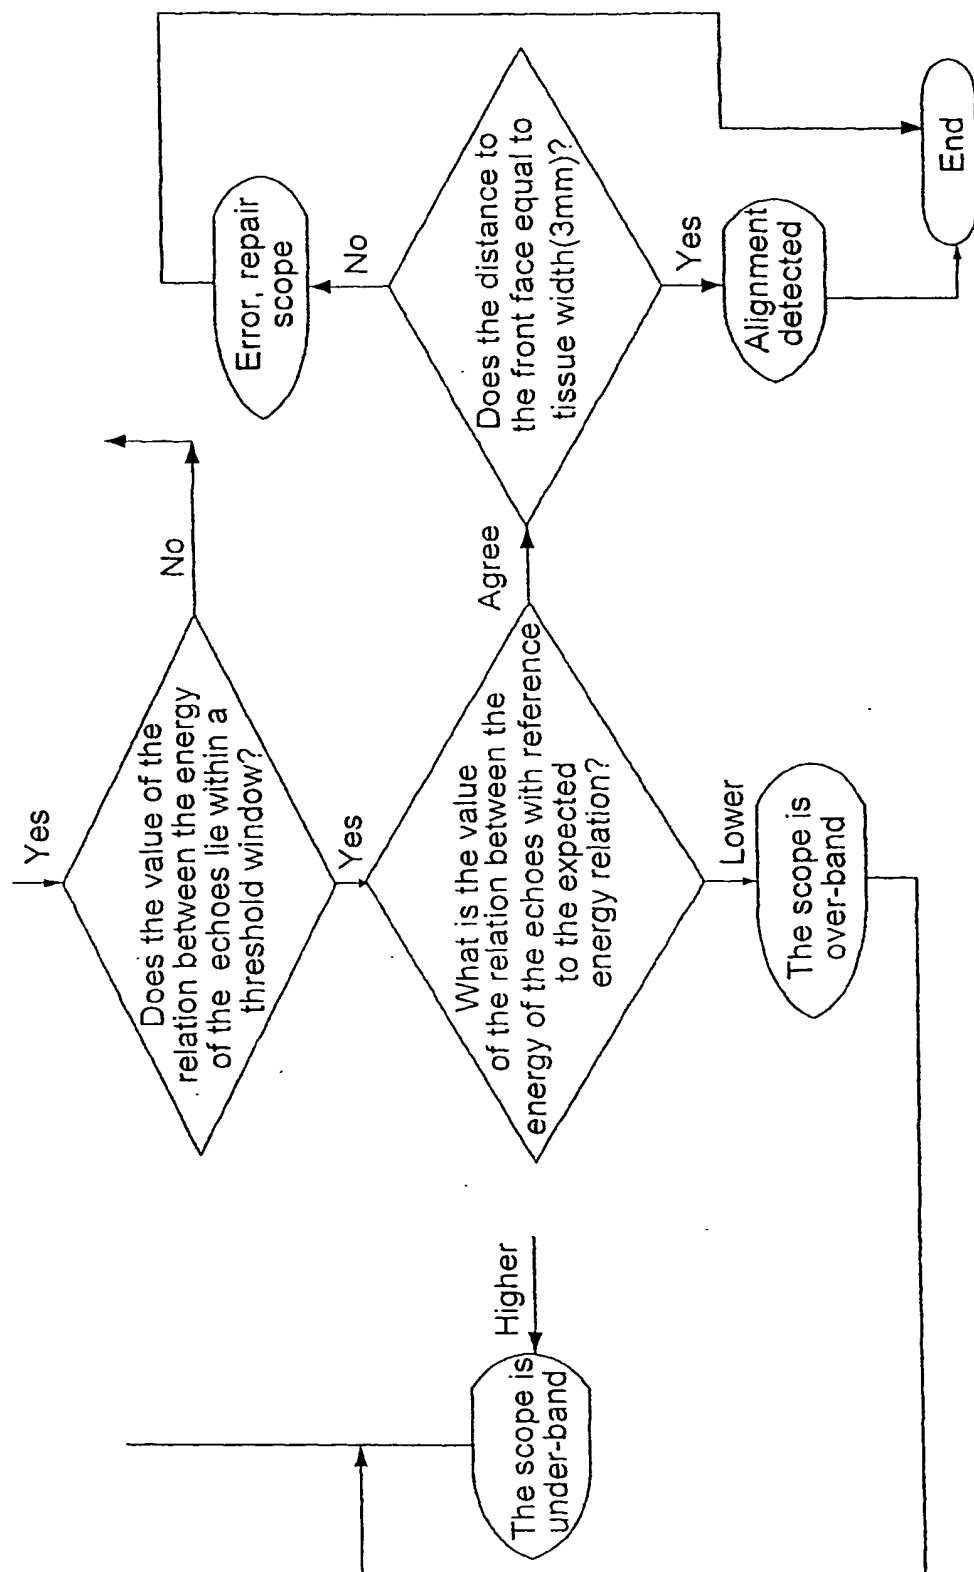 Yes
Does the value of the
relation between the energy
of the echoes lie within a
threshold window?
No
Yes
What is the value
of the relation between the
energy of the echoes with reference
to the expected
energy relation?
Higher
The scope is
under-band
Agree
Lower
The scope is
over-band
Does the distance to
the front face equal to
tissue width(3mm)?
No
Error, repair
scope
Yes
Alignment
detected
End